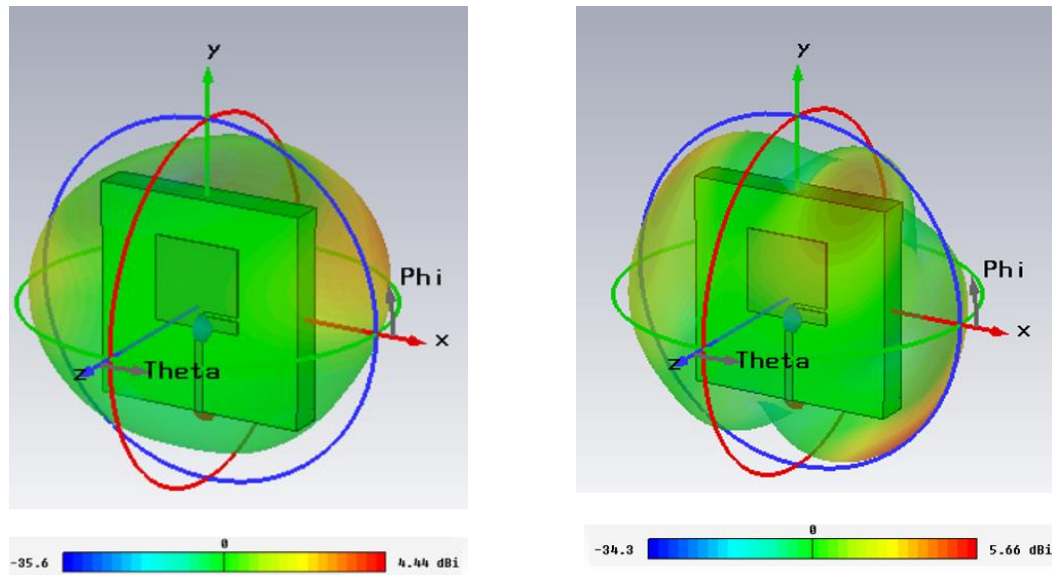 y
Phi
x
z
Theta
0
-35.6
4.44 dBi
y
Phi
x
z
Theta
0
-34.3
5.66 dBi